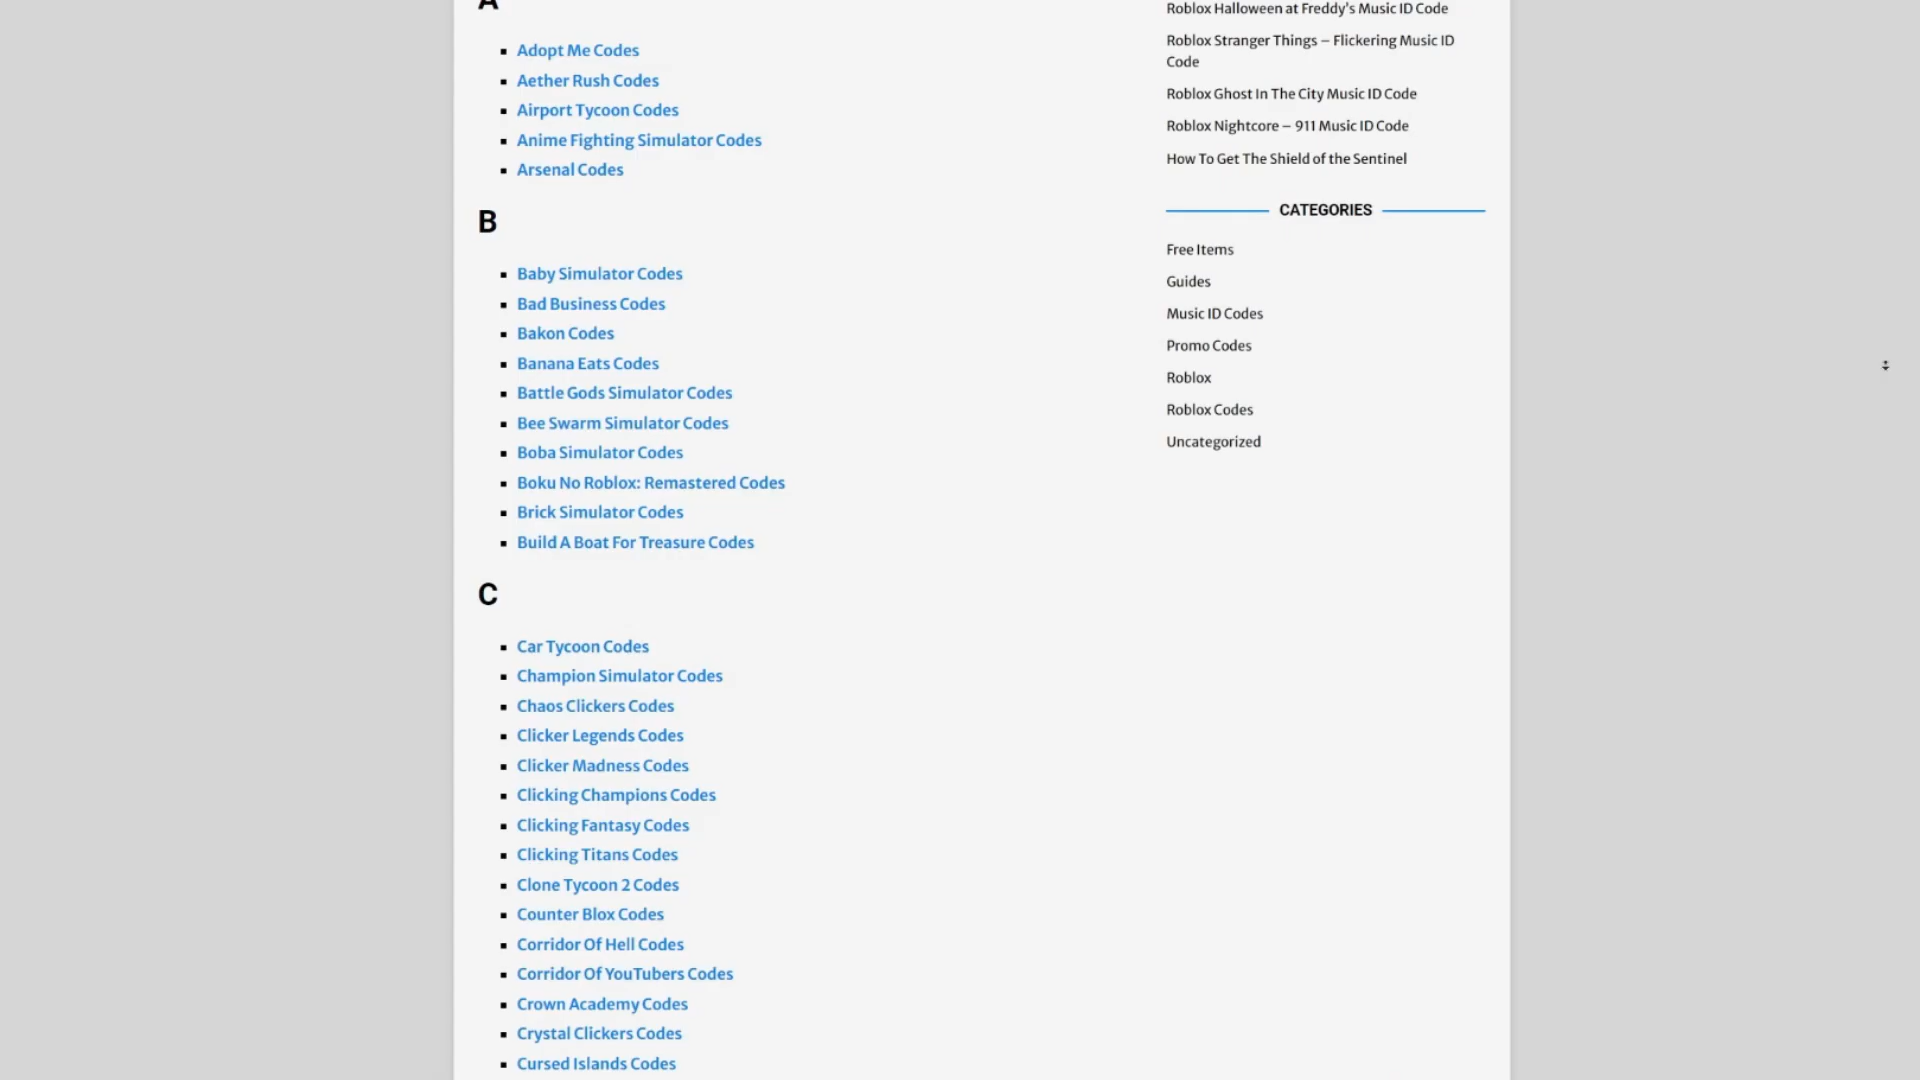 A
Adopt Me Codes
Aether Rush Codes
Airport Tycoon Codes
Anime Fighting Simulator Codes
Arsenal Codes
B
Baby Simulator Codes
Bad Business Codes
Bakon Codes
Banana Eats Codes
Battle Gods Simulator Codes
Bee Swarm Simulator Codes
Boba Simulator Codes
Boku No Roblox: Remastered Codes
Brick Simulator Codes
Build A Boat For Treasure Codes
C
Car Tycoon Codes
Champion Simulator Codes
Chaos Clickers Codes
Clicker Legends Codes
Clicker Madness Codes
Clicking Champions Codes
Clicking Fantasy Codes
Clicking Titans Codes
Clone Tycoon 2 Codes
Counter Blox Codes
Corridor Of Hell Codes
Corridor Of YouTubers Codes
Crown Academy Codes
Crystal Clickers Codes
Cursed Islands Codes
Roblox Halloween at Freddy's Music ID Code
Roblox Stranger Things – Flickering Music ID
Code
Roblox Ghost In The City Music ID Code
Roblox Nightcore – 911 Music ID Code
How To Get The Shield of the Sentinel
CATEGORIES
Free Items
Guides
Music ID Codes
Promo Codes
Roblox
Roblox Codes
Uncategorized